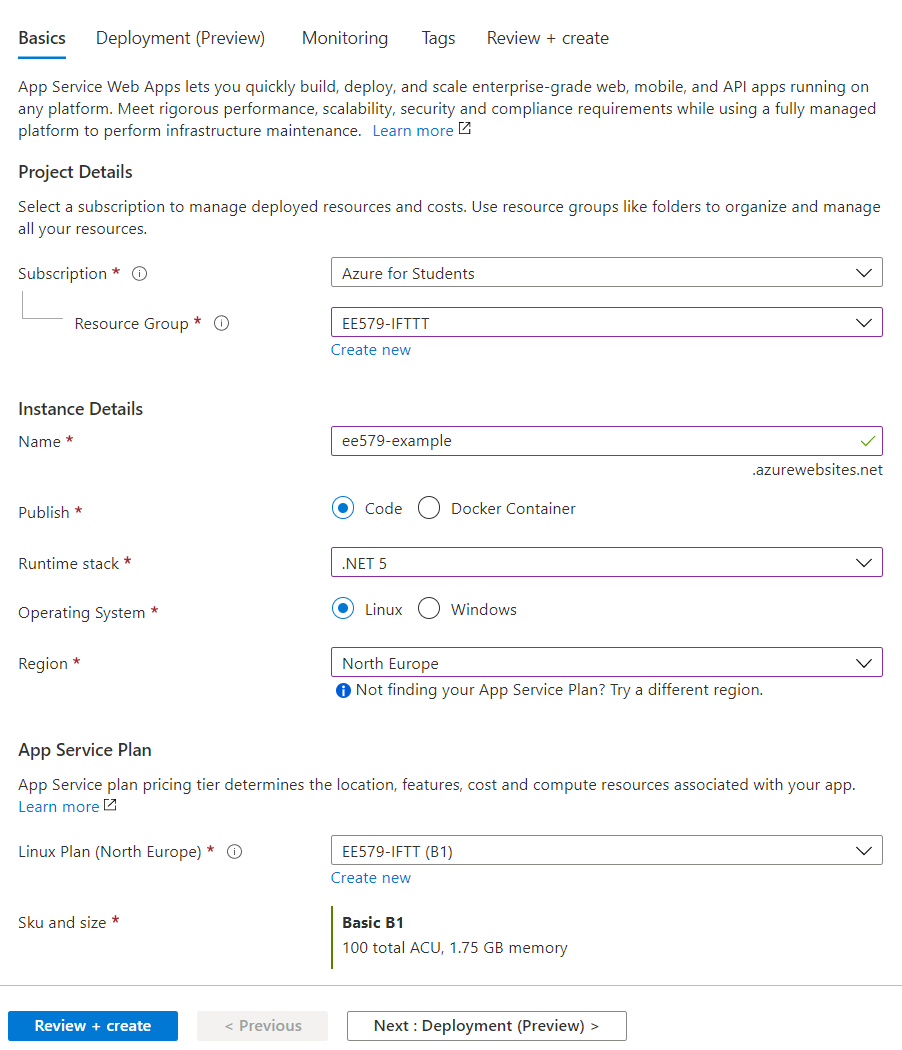 Basics Deployment (Preview) Monitoring Tags Review + create
App Service Web Apps lets you quickly build, deploy, and scale enterprise-grade web, mobile, and API apps running on
any platform. Meet rigorous performance, scalability, security and compliance requirements while using a fully managed
platform to perform infrastructure maintenance. Learn more
Project Details
Select a subscription to manage deployed resources and costs. Use resource groups like folders to organize and manage
all your resources.
Subscription * Azure for Students
Resource Group * EE579-IFTTT
Create new
Instance Details
Name * ee579-example
.azurewebsites.net
Publish * Code Docker Container
Runtime stack * .NET 5
Operating System * Linux Windows
Region * North Europe
Not finding your App Service Plan? Try a different region.
App Service Plan
App Service plan pricing tier determines the location, features, cost and compute resources associated with your app.
Learn more
Linux Plan (North Europe) * EE579-IFTT (B1)
Create new
Sku and size * Basic B1
100 total ACU, 1.75 GB memory
Review + create < Previous Next : Deployment (Preview) >